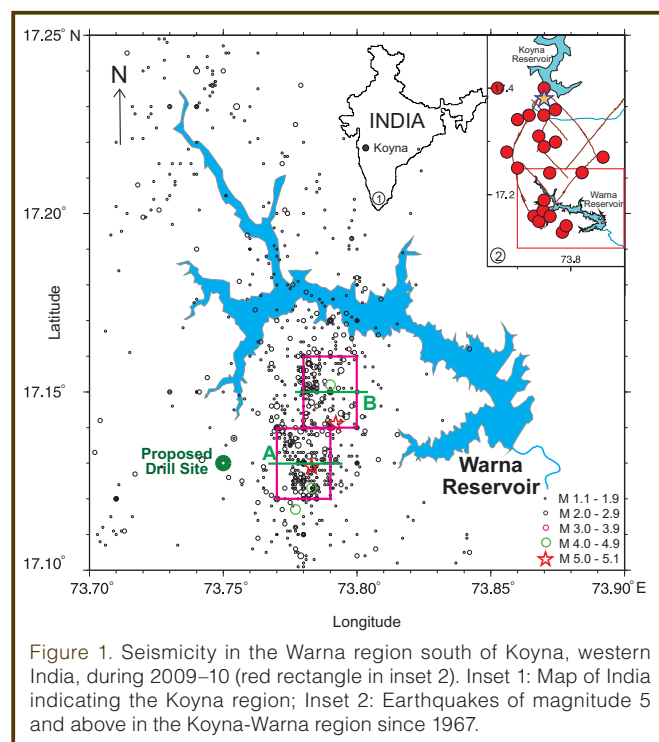 17.25°
17.20°
17.15°
17.10°
73.70°
73.75°
73.80°
73.85°
73.90° E
Latitude
Longitude
N
INDIA
Koyna
1
Koyna
Reservoir
17.4
17.2
Warna
Reservoir
73.8
2
B
A
Proposed
Drill Site
Warna
Reservoir
M 1.1 - 1.9
M 2.0 - 2.9
M 3.0 - 3.9
M 4.0 - 4.9
M 5.0 - 5.1
Figure 1. Seismicity in the Warna region south of Koyna, western
India, during 2009–10 (red rectangle in inset 2). Inset 1: Map of India
indicating the Koyna region; Inset 2: Earthquakes of magnitude 5
and above in the Koyna-Warna region since 1967.